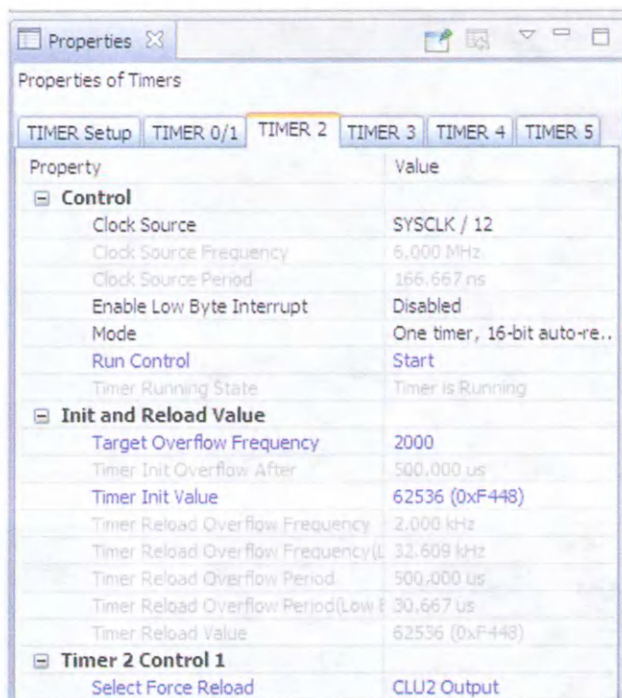 Properties
Properties of Timers
TIMER Setup TIMER 0/1 TIMER 2 TIMER 3 TIMER 4 TIMER 5
Property Value
Control
Clock Source SYSCLK / 12
Clock Source Frequency 6.000 MHz
Clock Source Period 166.667 ns
Enable Low Byte Interrupt Disabled
Mode One timer, 16-bit auto-re..
Run Control Start
Timer Running State Timer is Running
Init and Reload Value
Target Overflow Frequency 2000
Timer Init Overflow After 500.000 us
Timer Init Value 62536 (0xF448)
Timer Reload Overflow Frequency 2.000 kHz
Timer Reload Overflow Frequency(L 32.609 kHz
Timer Reload Overflow Period 500.000 us
Timer Reload Overflow Period(Low B 30.667 us
Timer Reload Value 62536 (0xF448)
Timer 2 Control 1
Select Force Reload CLU2 Output